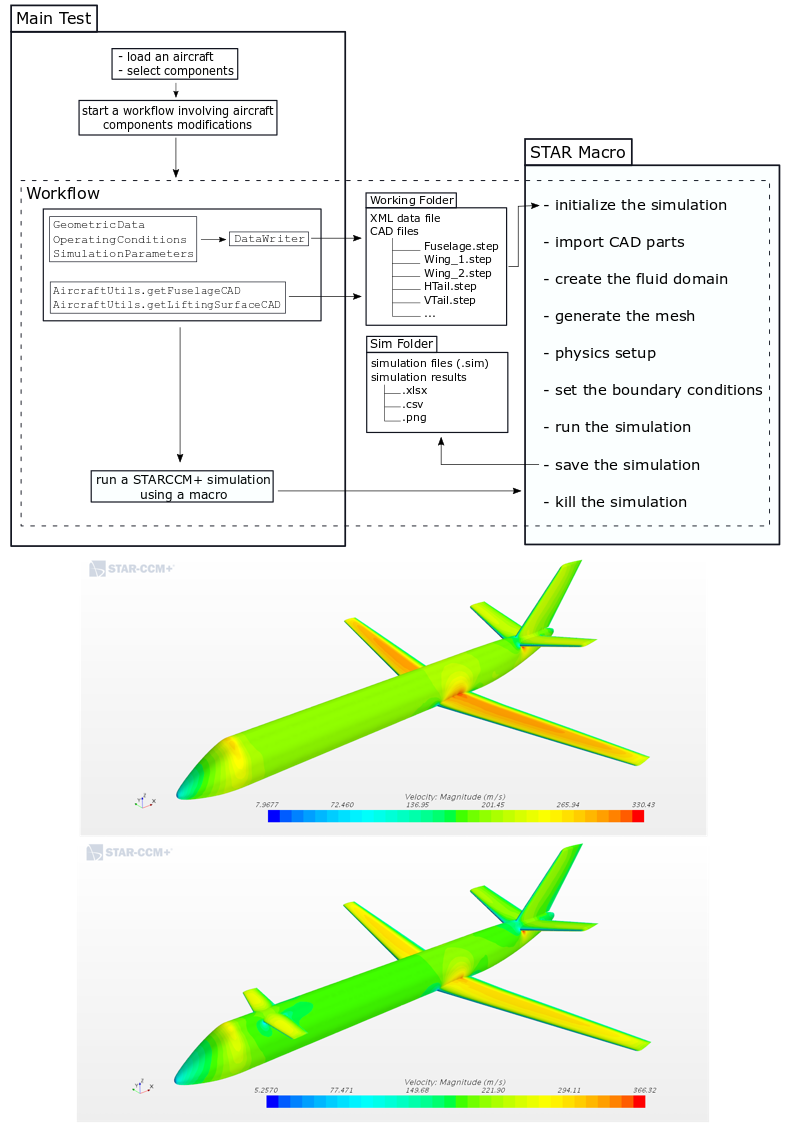 Main Test
- load an aircraft
- select components
start a workflow involving aircraft
components modifications
Workflow
GeometricData
OperatingConditions
SimulationParameters
DataWriter
AircraftUtils.getFuselageCAD
AircraftUtils.getLiftingSurfaceCAD
run a STARCCM+ simulation
using a macro
Working Folder
XML data file
CAD files
Fuselage.step
Wing_1.step
Wing_2.step
HTail.step
VTail.step
...
Sim Folder
simulation files (.sim)
simulation results
.xlsx
.csv
.png
STAR Macro
- initialize the simulation
- import CAD parts
- create the fluid domain
- generate the mesh
- physics setup
- set the boundary conditions
- run the simulation
- save the simulation
- kill the simulation
STAR-CCM+
Z
Y X
Velocity: Magnitude (m/s)
7.9677 72.460 136.95 201.45 265.94 330.43
STAR-CCM+
Z
Y X
Velocity: Magnitude (m/s)
5.2570 77.471 149.68 221.90 294.11 366.32